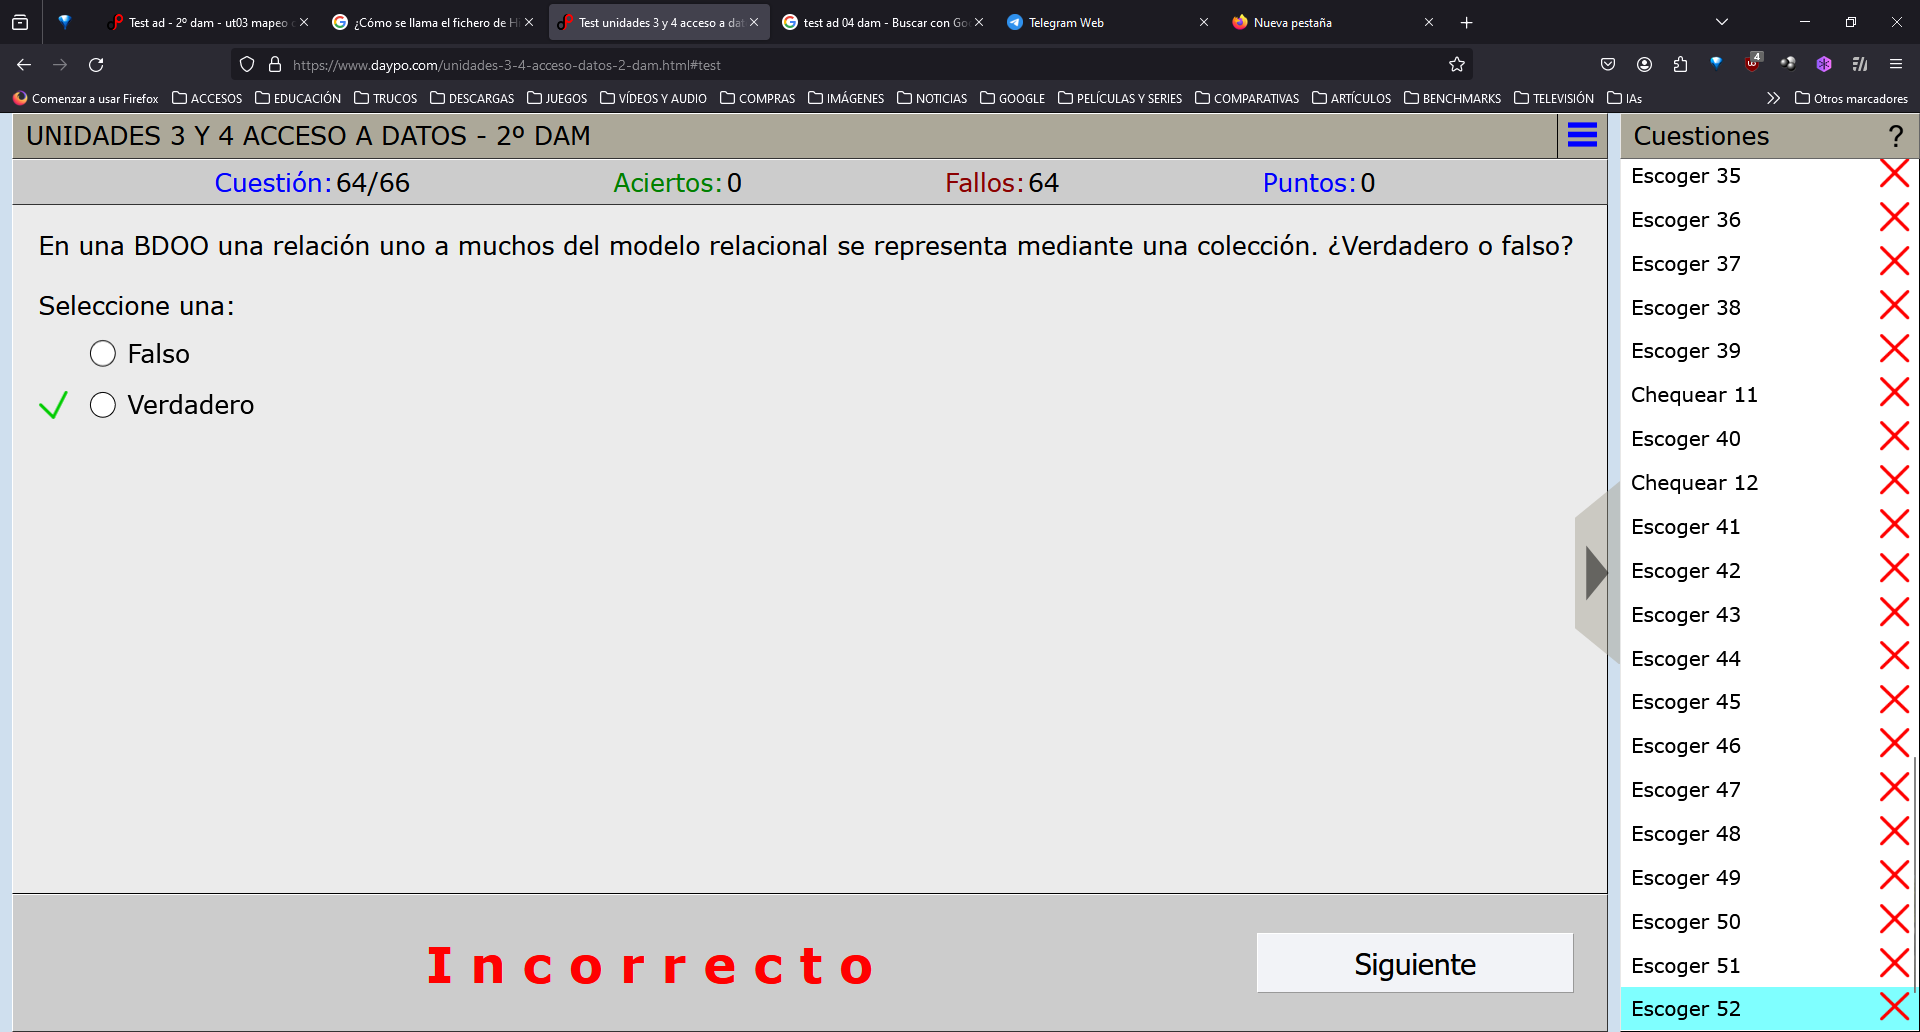 Test ad - 2º dam - ut03 mapeo
¿Cómo se llama el fichero de Hi
Test unidades 3 y 4 acceso a dat
test ad 04 dam - Buscar con Go
Telegram Web
Nueva pestaña
https://www.daypo.com/unidades-3-4-acceso-datos-2-dam.html#test
4
Comenzar a usar Firefox
ACCESOS
EDUCACIÓN
TRUCOS
DESCARGAS
JUEGOS
VÍDEOS Y AUDIO
COMPRAS
IMÁGENES
NOTICIAS
GOOGLE
PELÍCULAS Y SERIES
COMPARATIVAS
ARTÍCULOS
BENCHMARKS
TELEVISIÓN
IAs
Otros marcadores
UNIDADES 3 Y 4 ACCESO A DATOS - 2º DAM
Cuestión: 64/66
Aciertos: 0
Fallos: 64
Puntos: 0
En una BDOO una relación uno a muchos del modelo relacional se representa mediante una colección. ¿Verdadero o falso?
Seleccione una:
Falso
Verdadero
Incorrecto
Siguiente
Cuestiones ?
Escoger 35
Escoger 36
Escoger 37
Escoger 38
Escoger 39
Chequear 11
Escoger 40
Chequear 12
Escoger 41
Escoger 42
Escoger 43
Escoger 44
Escoger 45
Escoger 46
Escoger 47
Escoger 48
Escoger 49
Escoger 50
Escoger 51
Escoger 52